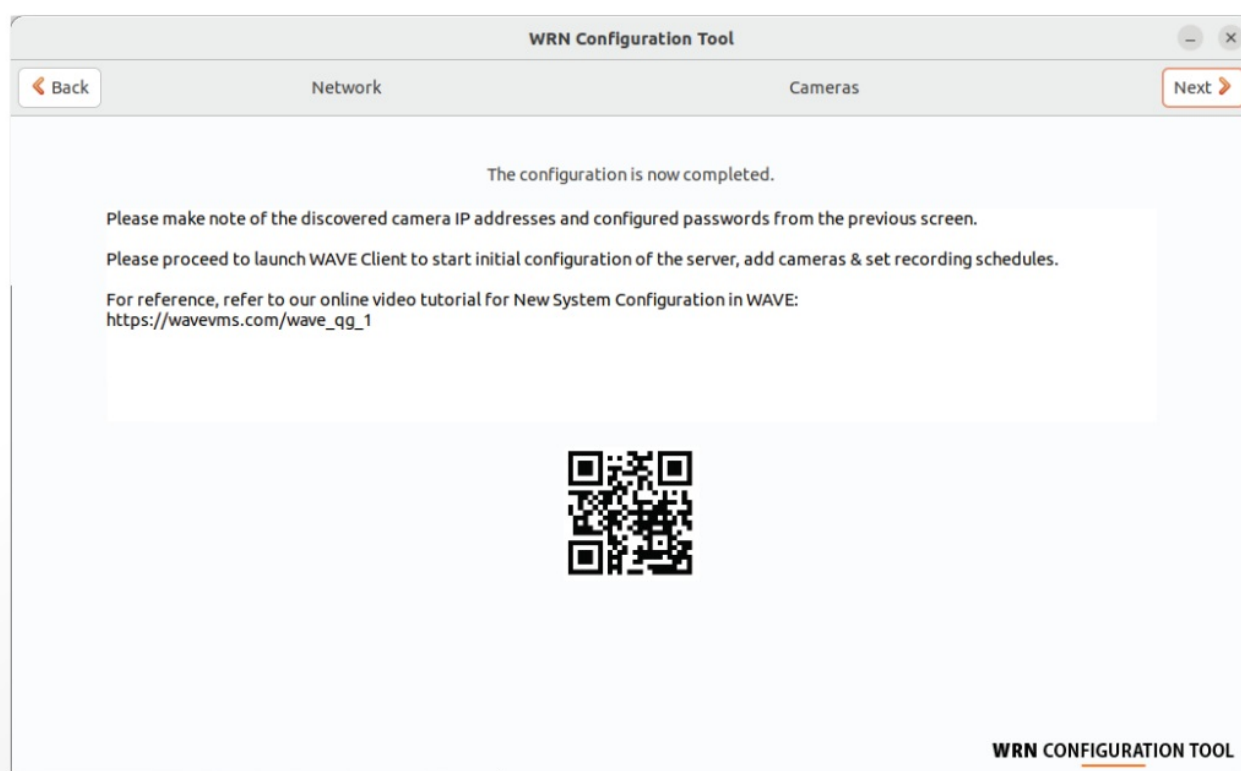 WRN Configuration Tool
Back
Network
Cameras
Next
The configuration is now completed.
Please make note of the discovered camera IP addresses and configured passwords from the previous screen.
Please proceed to launch WAVE Client to start initial configuration of the server, add cameras & set recording schedules.
For reference, refer to our online video tutorial for New System Configuration in WAVE:
https://wavevms.com/wave_qg_1
WRN CONFIGURATION TOOL